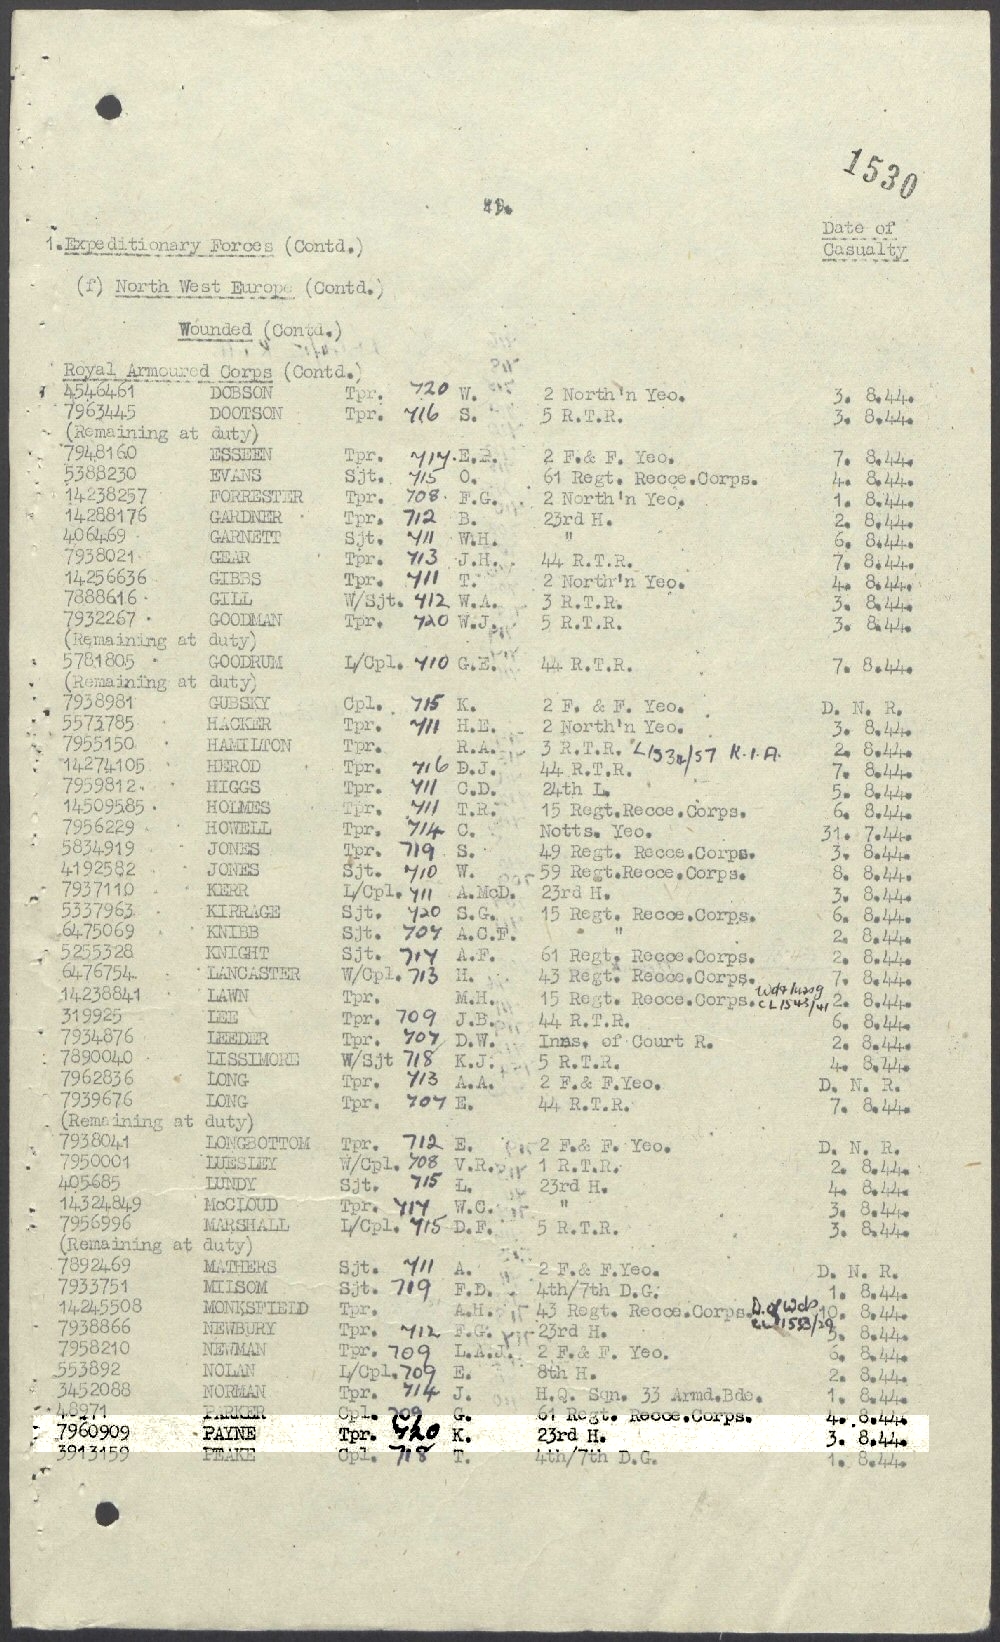 1530
Date of
Casualty
1. Expeditionary Forces (Contd.)
(f) North West Europe (Contd.)
Wounded (Contd.)
Royal Armoured Corps (Contd.)
4546461 DOBSON Tpr. 720 W. 2 North'n Yeo. 3. 8.44.
7963445 DOOTSON Tpr. 716 S. 5 R.T.R. 3. 8.44.
(Remaining at duty)
7948160 ESSEEN Tpr. 717 E.R. 2 F.& F. Yeo. 7. 8.44.
5388230 EVANS Sjt. 715 O. 61 Regt. Recce.Corps. 4. 8.44.
14238257 FORRESTER Tpr. 708 F.G. 2 North'n Yeo. 1. 8.44.
14288176 GARDNER Tpr. 712 B. 23rd H. 2. 8.44.
406469 GARNETT Sjt. 711 W.H. " 6. 8.44.
7938021 GEAR Tpr. 713 J.H. 44 R.T.R. 7. 8.44.
14256636 GIBBS Tpr. 711 T. 2 North'n Yeo. 4. 8.44.
7888616 GILL W/Sjt. 712 W.A. 3 R.T.R. 3. 8.44.
7932267 GOODMAN Tpr. 720 W.J. 5 R.T.R. 3. 8.44.
(Remaining at duty)
5781805 GOODRUM L/Cpl. 710 G.E. 44 R.T.R. 7. 8.44.
(Remaining at duty)
7938981 GUBSKY Cpl. 715 K. 2 F. & F. Yeo. D. N. R.
5573785 HACKER Tpr. 711 H.E. 2 North'n Yeo. 3. 8.44.
7955150 HAMILTON Tpr. R.A. 3 R.T.R. K.I.A. 2. 8.44.
14274105 HEROD Tpr. 716 D.J. 44 R.T.R. 7. 8.44.
7959812 HIGGS Tpr. 711 C.D. 24th L. 5. 8.44.
14509585 HOLMES Tpr. 711 T.R. 15 Regt.Recce.Corps. 6. 8.44.
7956229 HOWELL Tpr. 714 C. Notts. Yeo. 31. 7.44.
5834919 JONES Tpr. 719 S. 49 Regt. Recce.Corps. 3. 8.44.
4192582 JONES Sjt. 710 W. 59 Regt.Recce.Corps. 8. 8.44.
7937110 KERR L/Cpl. 711 A.McD. 23rd H. 3. 8.44.
5337963 KIRRAGE Sjt. 720 S.G. 15 Regt. Recce.Corps. 6. 8.44.
6475069 KNIBB Sjt. 707 A.C.F. " 2. 8.44.
5255328 KNIGHT Sjt. 717 A.F. 61 Regt. Recce.Corps. 2. 8.44.
6476754 LANCASTER W/Cpl. 713 H. 43 Regt. Recce.Corps. 7. 8.44.
14238841 LAWN Tpr. M.H. 15 Regt. Recce.Corps. CL1543/41 2. 8.44.
319925 LEE Tpr. 709 J.B. 44 R.T.R. 6. 8.44.
7934876 LEEDER Tpr. 707 D.W. Inns. of Court R. 2. 8.44.
7890040 LISSIMORE W/Sjt 718 K.J. 5 R.T.R. 4. 8.44.
7962836 LONG Tpr. 713 A.A. 2 F.& F.Yeo. D. N. R.
7939676 LONG Tpr. 707 E. 44 R.T.R. 7. 8.44.
(Remaining at duty)
7938041 LONGBOTTOM Tpr. 712 E. 2 F.& F. Yeo. D. N. R.
7950001 LUESLEY W/Cpl. 708 V.R. 1 R.T.R. 2. 8.44.
405685 LUNDY Sjt. 715 L. 23rd H. 4. 8.44.
14324849 McCLOUD Tpr. 717 W.C. " 3. 8.44.
7956996 MARSHALL L/Cpl. 715 D.F. 5 R.T.R. 3. 8.44.
(Remaining at duty)
7892469 MATHERS Sjt. 711 A. 2 F.& F.Yeo. D. N. R.
7933751 MILSOM Sjt. 719 F.D. 4th/7th D.G. 1. 8.44.
14245508 MONKSFIELD Tpr. A.H. 43 Regt. Recce.Corps. D. of Wds 10. 8.44.
7938866 NEWBURY Tpr. 712 F.G. 23rd H. 5. 8.44.
7958210 NEWMAN Tpr. 709 L.A.J. 2 F.& F. Yeo. 6. 8.44.
553892 NOLAN L/Cpl. 709 E. 8th H. 2. 8.44.
3452088 NORMAN Tpr. 714 J. H.Q. Sqn. 33 Armd.Bde. 1. 8.44.
48971 PARKER Cpl. 709 G. 61 Regt. Recce.Corps. 4. 8.44.
7960909 PAYNE Tpr. 720 K. 23rd H. 3. 8.44.
3913159 PEAKE Cpl. 718 T. 4th/7th D.G. 1. 8.44.